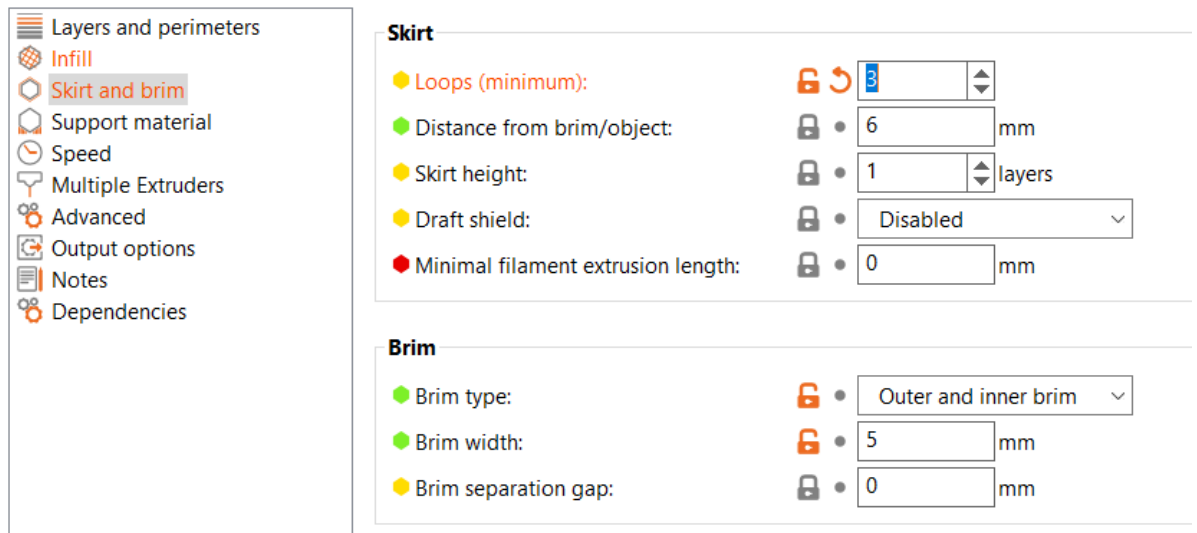 Layers and perimeters
Infill
Skirt and brim
Support material
Speed
Multiple Extruders
Advanced
Output options
Notes
Dependencies
Skirt
Loops (minimum): 3
Distance from brim/object: 6 mm
Skirt height: 1 layers
Draft shield: Disabled
Minimal filament extrusion length: 0 mm
Brim
Brim type: Outer and inner brim
Brim width: 5 mm
Brim separation gap: 0 mm